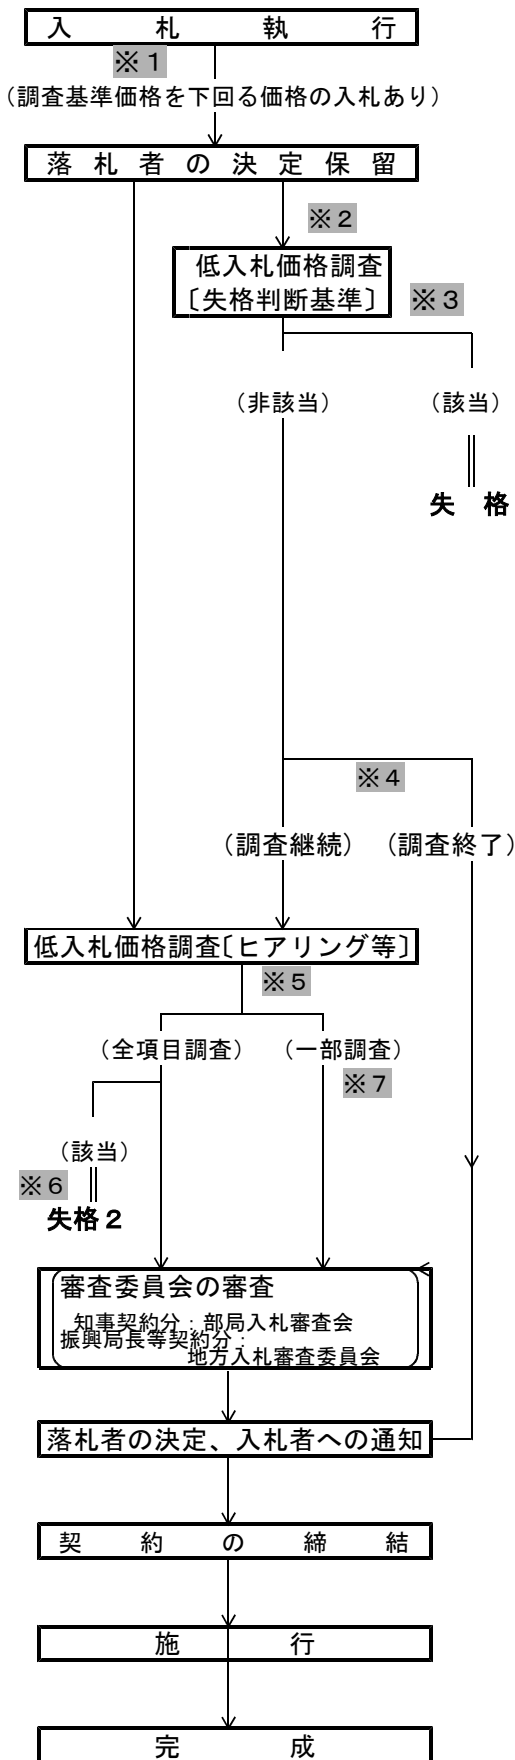 入札執行
※1
（調査基準価格を下回る価格の入札あり）
落札者の決定保留
※2
低入札価格調査
〔失格判断基準〕
※3
（非該当）
（該当）
失 格
※4
（調査継続）
（調査終了）
低入札価格調査〔ヒアリング等〕
※5
（全項目調査）
（一部調査）
※7
（該当）
※6
失格２
審査委員会の審査
知事契約分：部局入札審査会
振興局長等契約分：
地方入札審査委員会
落札者の決定、入札者への通知
契約の締結
施行
完成